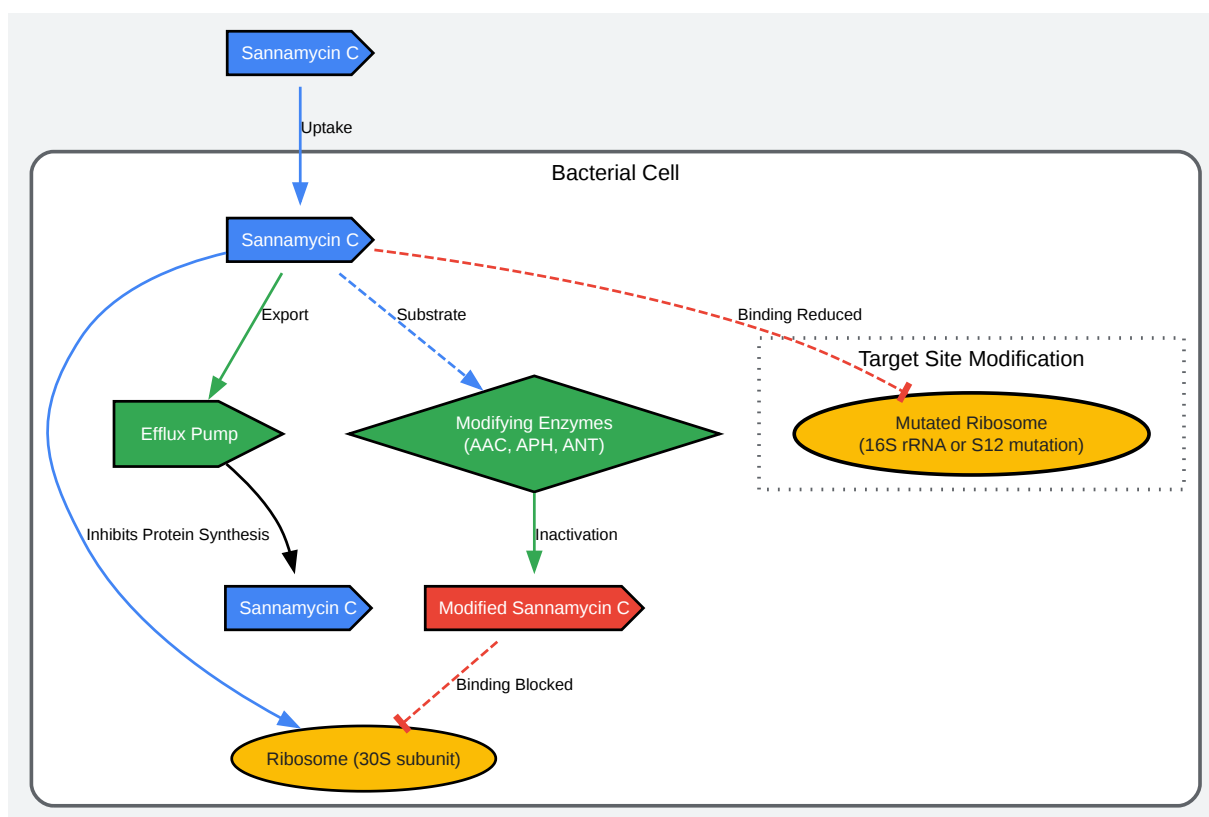 Sannamycin C
Uptake
Bacterial Cell
Sannamycin C
Export
Substrate
Binding Reduced
Target Site Modification
Efflux Pump
Modifying Enzymes
(AAC, APH, ANT)
Mutated Ribosome
(16S rRNA or S12 mutation)
Inhibits Protein Synthesis
Inactivation
Sannamycin C
Modified Sannamycin C
Binding Blocked
Ribosome (30S subunit)